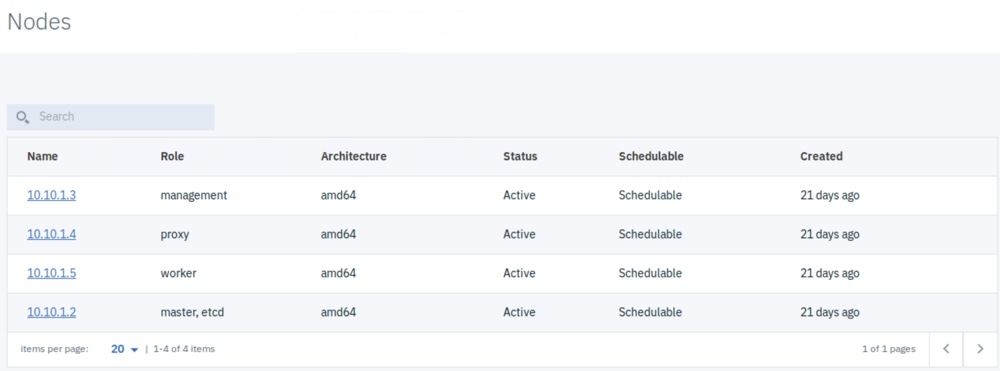 Nodes
Search
Name Role Architecture Status Schedulable Created
10.10.1.3 management amd64 Active Schedulable 21 days ago
10.10.1.4 proxy amd64 Active Schedulable 21 days ago
10.10.1.5 worker amd64 Active Schedulable 21 days ago
10.10.1.2 master, etcd amd64 Active Schedulable 21 days ago
items per page: 20 | 1-4 of 4 items 1 of 1 pages